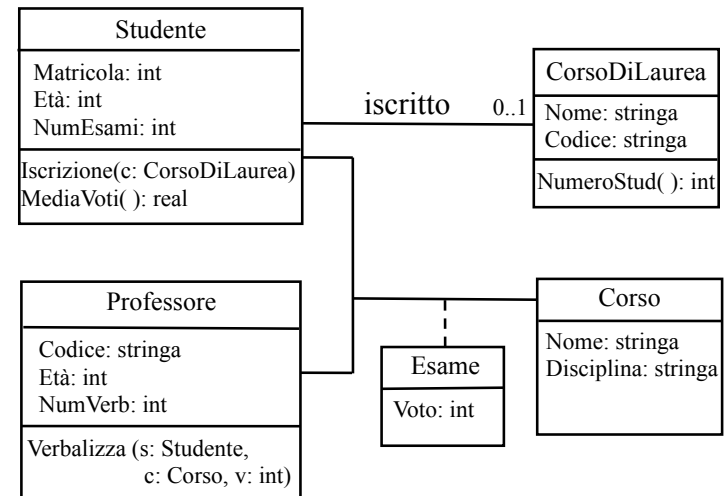 Studente
Matricola: int
Età: int
NumEsami: int
Iscrizione(c: CorsoDiLaurea)
MediaVoti( ): real
iscritto
0..1
CorsoDiLaurea
Nome: stringa
Codice: stringa
NumeroStud( ): int
Professore
Codice: stringa
Età: int
NumVerb: int
Verbalizza (s: Studente,
c: Corso, v: int)
Esame
Voto: int
Corso
Nome: stringa
Disciplina: stringa